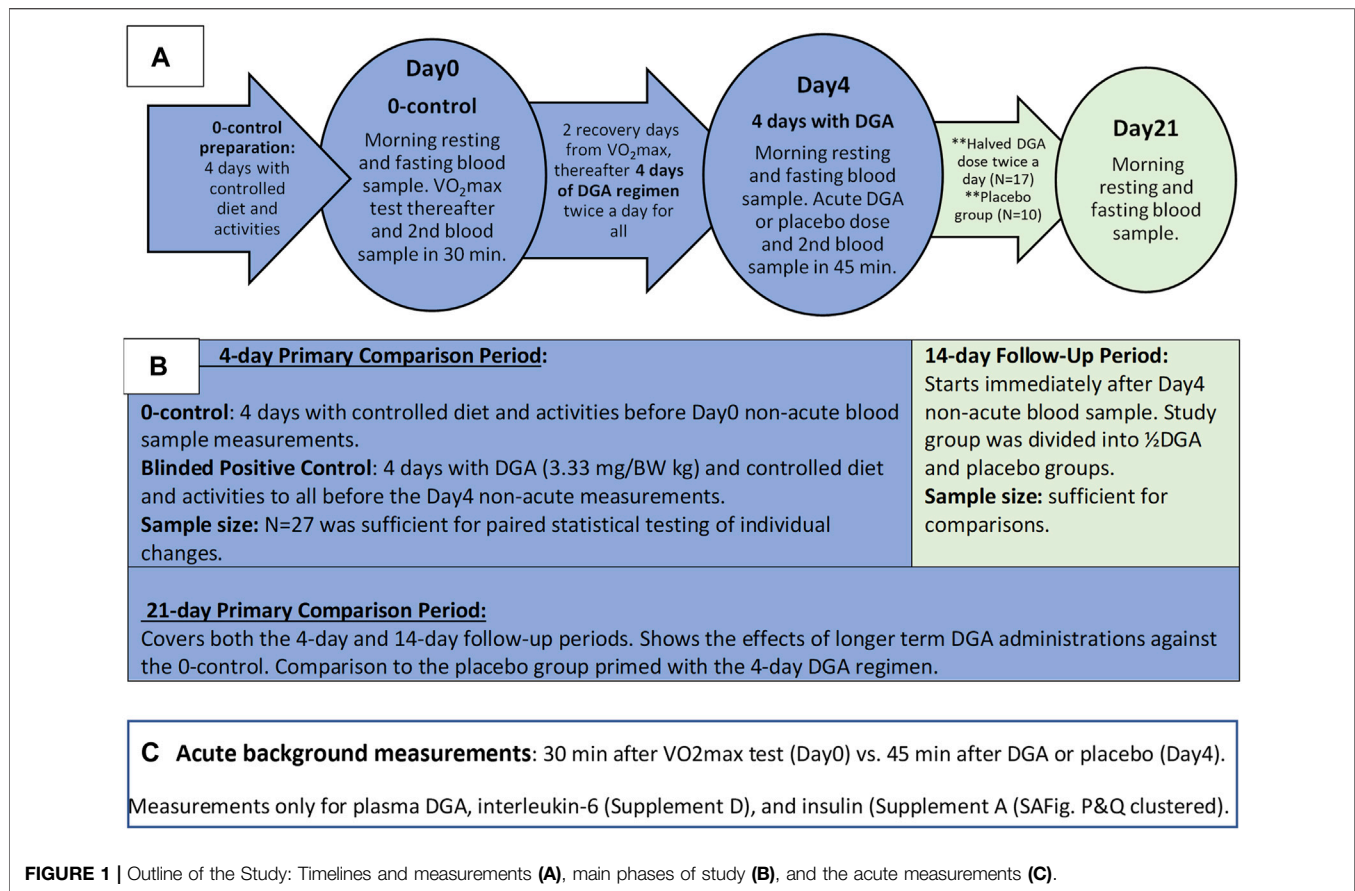 A
0-control
preparation:
4 days with
controlled
diet and
activities
Day0
0-control
Morning resting
and fasting blood
sample. VO₂max
test thereafter
and 2nd blood
sample in 30 min.
2 recovery days
from VO₂max,
thereafter 4 days
of DGA regimen
twice a day for
all
Day4
4 days with DGA
Morning resting
and fasting blood
sample. Acute DGA
or placebo dose
and 2nd blood
sample in 45 min.
**Halved DGA
dose twice a
day (N=17)
**Placebo
group (N=10)
Day21
Morning
resting and
fasting blood
sample.
B
4-day Primary Comparison Period:
0-control: 4 days with controlled diet and activities before Day0 non-acute blood
sample measurements.
Blinded Positive Control: 4 days with DGA (3.33 mg/BW kg) and controlled diet
and activities to all before the Day4 non-acute measurements.
Sample size: N=27 was sufficient for paired statistical testing of individual
changes.
14-day Follow-Up Period:
Starts immediately after Day4
non-acute blood sample. Study
group was divided into ½DGA
and placebo groups.
Sample size: sufficient for
comparisons.
21-day Primary Comparison Period:
Covers both the 4-day and 14-day follow-up periods. Shows the effects of longer term DGA administrations against
the 0-control. Comparison to the placebo group primed with the 4-day DGA regimen.
C Acute background measurements: 30 min after VO2max test (Day0) vs. 45 min after DGA or placebo (Day4).
Measurements only for plasma DGA, interleukin-6 (Supplement D), and insulin (Supplement A (SAFig. P&Q clustered).
FIGURE 1 | Outline of the Study: Timelines and measurements (A), main phases of study (B), and the acute measurements (C).